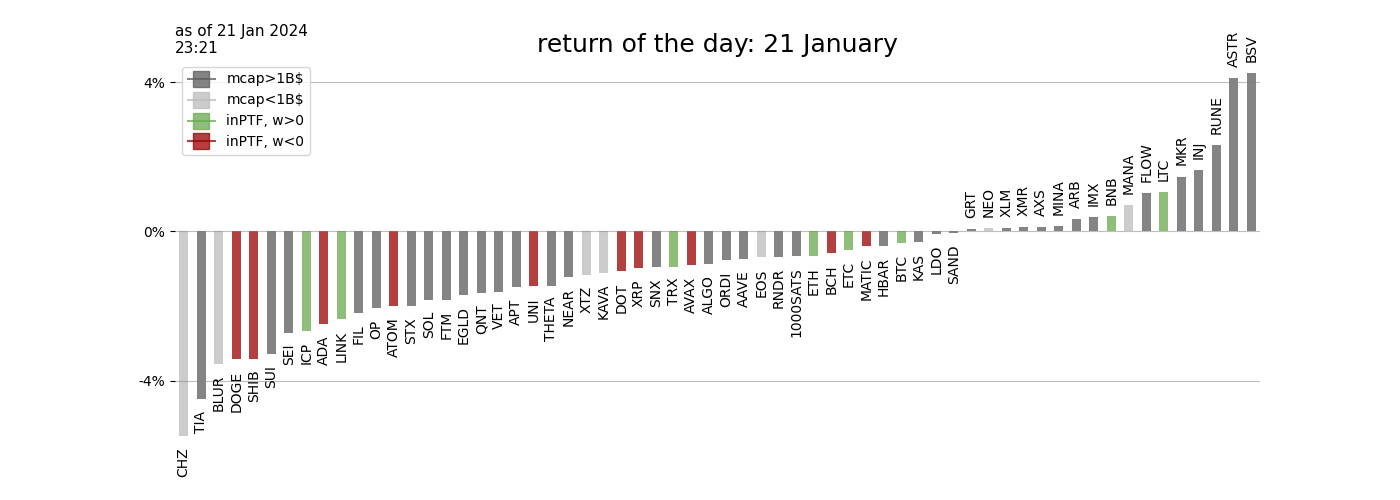 as of 21 Jan 2024
23:21
return of the day: 21 January
mcap>1B$
mcap<1B$
inPTF, w>0
inPTF, w<0
4%
0%
-4%
CHZ
TIA
BLUR
DOGE
SHIB
SUI
SEI
ICP
ADA
LINK
FIL
OP
ATOM
STX
SOL
FTM
EGLD
QNT
VET
APT
UNI
THETA
NEAR
XTZ
KAVA
DOT
XRP
SNX
TRX
AVAX
ALGO
ORDI
AAVE
EOS
RNDR
1000SATS
ETH
BCH
ETC
MATIC
HBAR
BTC
KAS
LDO
SAND
GRT
NEO
XLM
XMR
AXS
MINA
ARB
IMX
BNB
MANA
FLOW
LTC
MKR
INJ
RUNE
ASTR
BSV